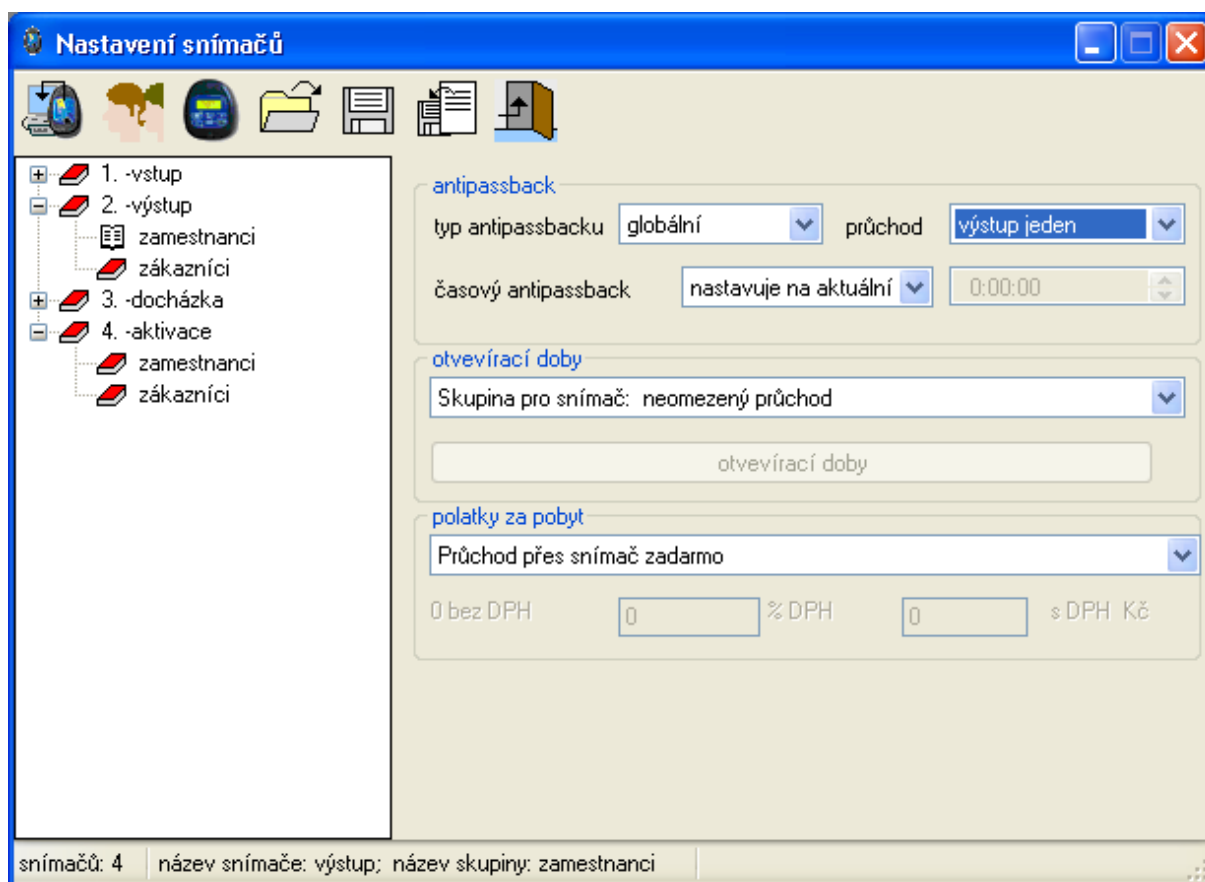 Nastavení snímačů
1. -vstup
2. -výstup
zamestnanci
zákazníci
3. -docházka
4. -aktivace
zamestnanci
zákazníci
antipassback
typ antipassbacku globální průchod výstup jeden
časový antipassback nastavuje na aktuální 0:00:00
otvevírací doby
Skupina pro snímač: neomezený průchod
otvevírací doby
polatky za pobyt
Průchod přes snímač zadarmo
0 bez DPH 0 % DPH 0 s DPH Kč
snímačů: 4 název snímače: výstup; název skupiny: zamestnanci